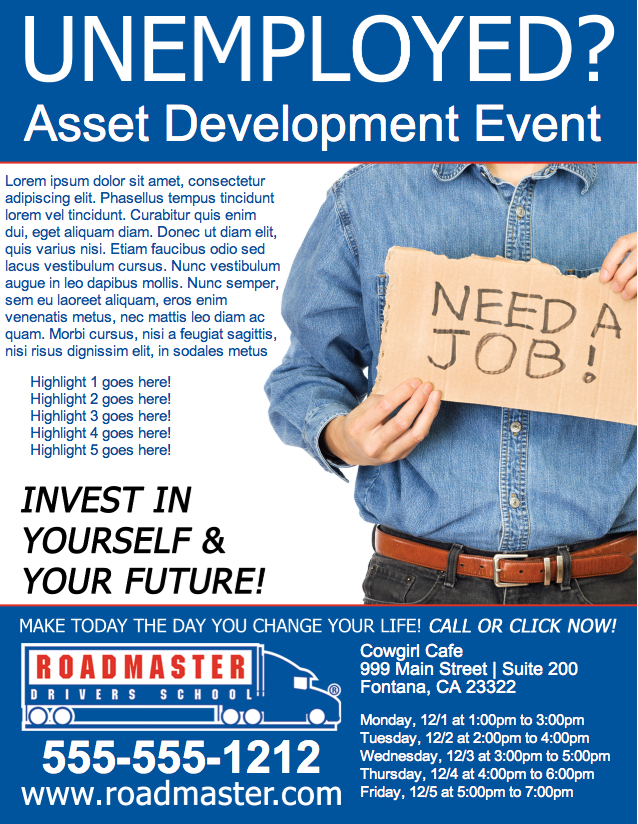 UNEMPLOYED?
Asset Development Event
Lorem ipsum dolor sit amet, consectetur
adipiscing elit. Phasellus tempus tincidunt
lorem vel tincidunt. Curabitur quis enim
dui, eget aliquam diam. Donec ut diam elit,
quis varius nisi. Etiam faucibus odio sed
lacus vestibulum cursus. Nunc vestibulum
augue in leo dapibus mollis. Nunc semper,
sem eu laoreet aliquam, eros enim
venenatis metus, nec mattis leo diam ac
quam. Morbi cursus, nisi a feugiat sagittis,
nisi risus dignissim elit, in sodales metus
NEED A
JOB!
Highlight 1 goes here!
Highlight 2 goes here!
Highlight 3 goes here!
Highlight 4 goes here!
Highlight 5 goes here!
INVEST IN
YOURSELF &
YOUR FUTURE!
MAKE TODAY THE DAY YOU CHANGE YOUR LIFE! CALL OR CLICK NOW!
ROADMASTER
DRIVERS SCHOOL
®
555-555-1212
www.roadmaster.com
Cowgirl Cafe
999 Main Street | Suite 200
Fontana, CA 23322
Monday, 12/1 at 1:00pm to 3:00pm
Tuesday, 12/2 at 2:00pm to 4:00pm
Wednesday, 12/3 at 3:00pm to 5:00pm
Thursday, 12/4 at 4:00pm to 6:00pm
Friday, 12/5 at 5:00pm to 7:00pm